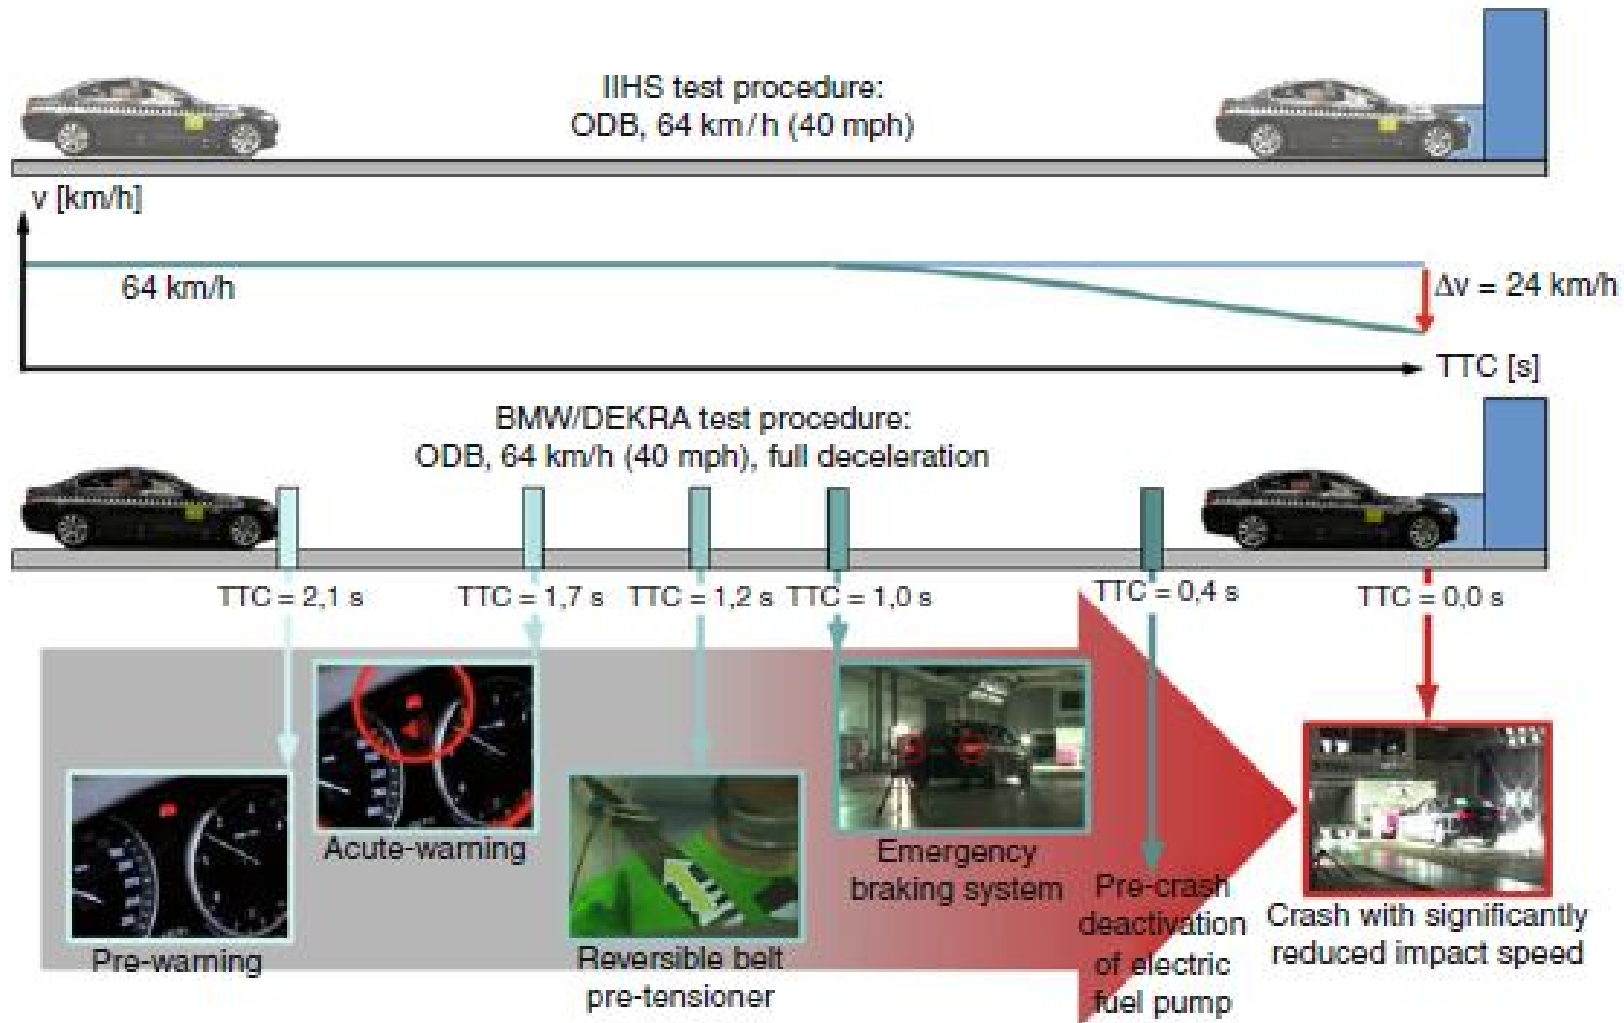 IIHS test procedure:
ODB, 64 km/h (40 mph)
v [km/h]
64 km/h
Δv = 24 km/h
TTC [s]
BMW/DEKRA test procedure:
ODB, 64 km/h (40 mph), full deceleration
TTC = 2,1 s
TTC = 1,7 s
TTC = 1,2 s
TTC = 1,0 s
TTC = 0,4 s
TTC = 0,0 s
Pre-warning
Acute-warning
Reversible belt
pre-tensioner
Emergency
braking system
Pre-crash
deactivation
of electric
fuel pump
Crash with significantly
reduced impact speed